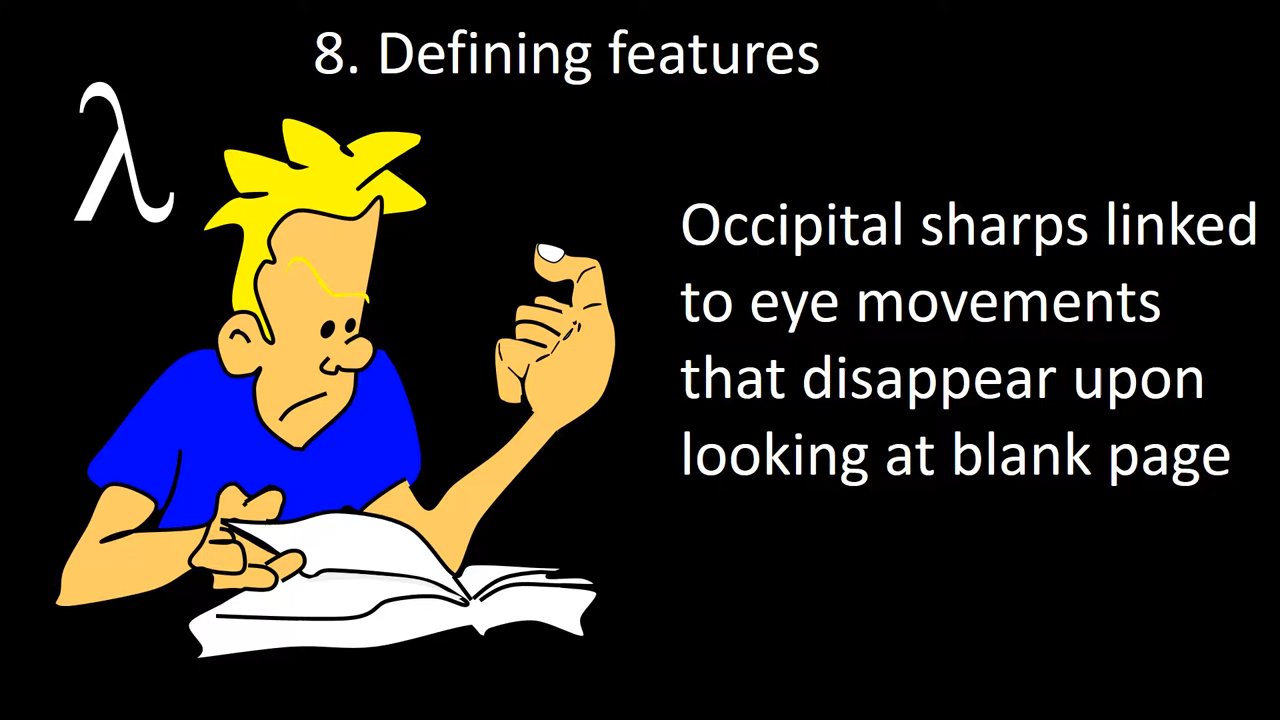 8. Defining features
λ
Occipital sharps linked
to eye movements
that disappear upon
looking at blank page